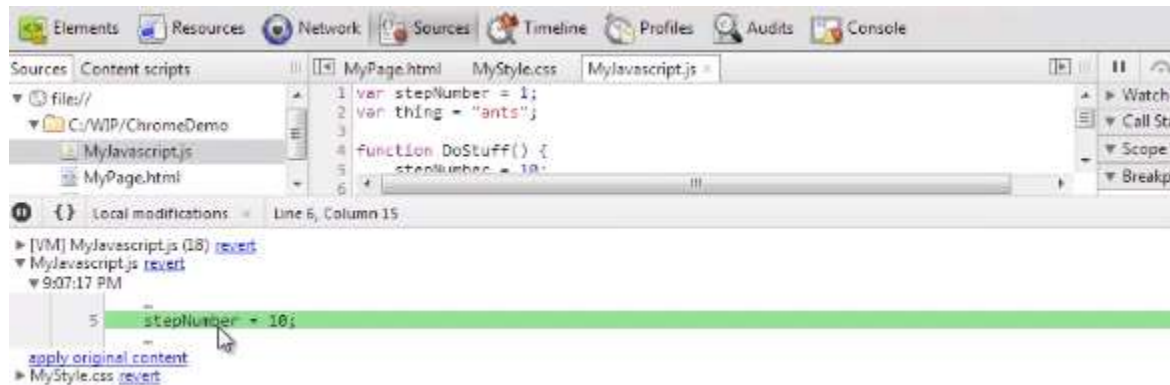 Elements Resources Network Sources Timeline Profiles Audits Console
Sources Content scripts MyPage.html MyStyle.css MyJavascript.js
file://
C:/WIP/ChromeDemo
MyJavascript.js
MyPage.html
1 var stepNumber = 1;
2 var thing = "ants";
3
4 function DoStuff() {
5 stepNumber = 10;
6
Watch
Call Sta
Scope
Breakp
{} Local modifications Line 6, Column 15
[VM] MyJavascript.js (18) revert
MyJavascript.js revert
9:07:17 PM
…
5 stepNumber = 10;
…
apply original content
MyStyle.css revert